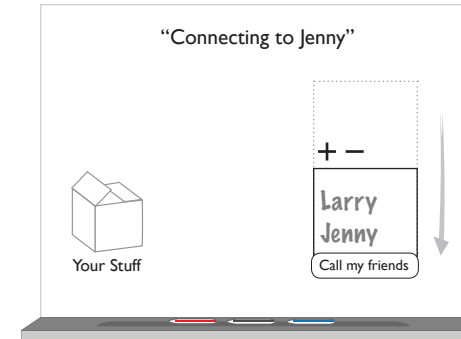 “Connecting to Jenny”
+ −
Larry
Jenny
Your Stuff
Call my friends